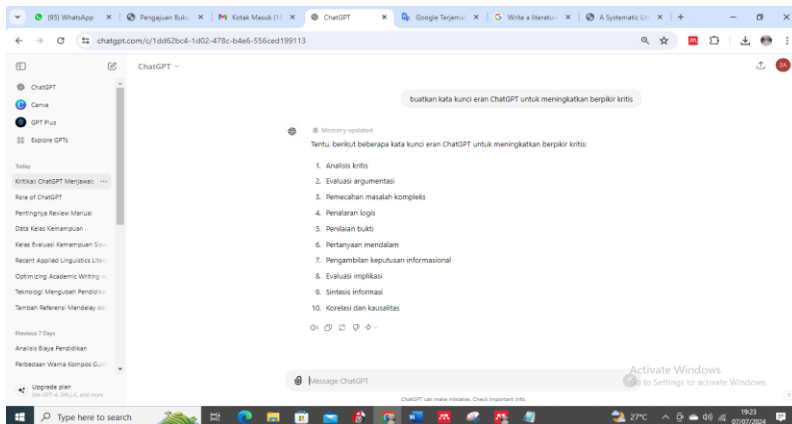 (95) WhatsApp
Pengajuan Buku
Kotak Masuk (1
ChatGPT
Google Terjem
Write a literatur
A Systematic Lit
chatgpt.com/c/1dd62bc4-1d02-478c-b4e6-556ced199113
ChatGPT
ZA
ChatGPT
Canva
GPT Plus
Explore GPTs
Today
Kritikal: ChatGPT Menjawab
Role of ChatGPT
Pentingnya Review Manual
Data Kelas Kemampuan
Kelas Evaluasi Kemampuan Sis
Recent Applied Linguistics Liter
Optimizing Academic Writing w
Teknologi Mengubah Pendidika
Tambah Referensi Mendeley da
Previous 7 Days
Analisis Biaya Pendidikan
Perbedaan Warna Kompos Gu
Upgrade plan
Get GPT-4, DALL·E, and more
buatkan kata kunci eran ChatGPT untuk meningkatkan berpikir kritis
Memory updated
Tentu, berikut beberapa kata kunci eran ChatGPT untuk meningkatkan berpikir kritis:
1. Analisis kritis
2. Evaluasi argumentasi
3. Pemecahan masalah kompleks
4. Penalaran logis
5. Penilaian bukti
6. Pertanyaan mendalam
7. Pengambilan keputusan informasional
8. Evaluasi implikasi
9. Sintesis informasi
10. Korelasi dan kausalitas
Message ChatGPT
ChatGPT can make mistakes. Check important info.
Activate Windows
Go to Settings to activate Windows.
Type here to search
27°C
19:23
07/07/2024